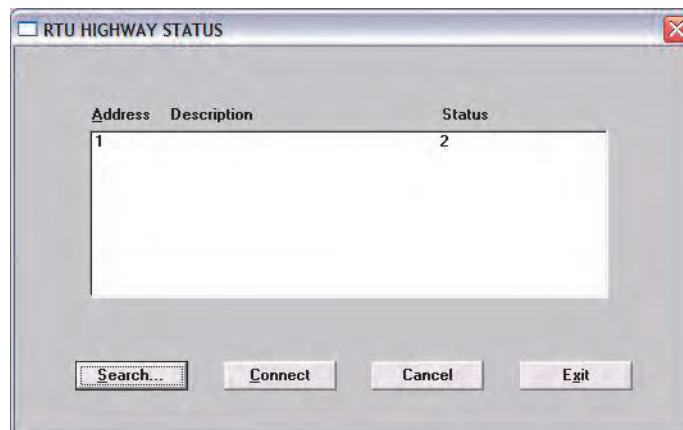 RTU HIGHWAY STATUS
Address Description Status
1 2
Search... Connect Cancel Exit